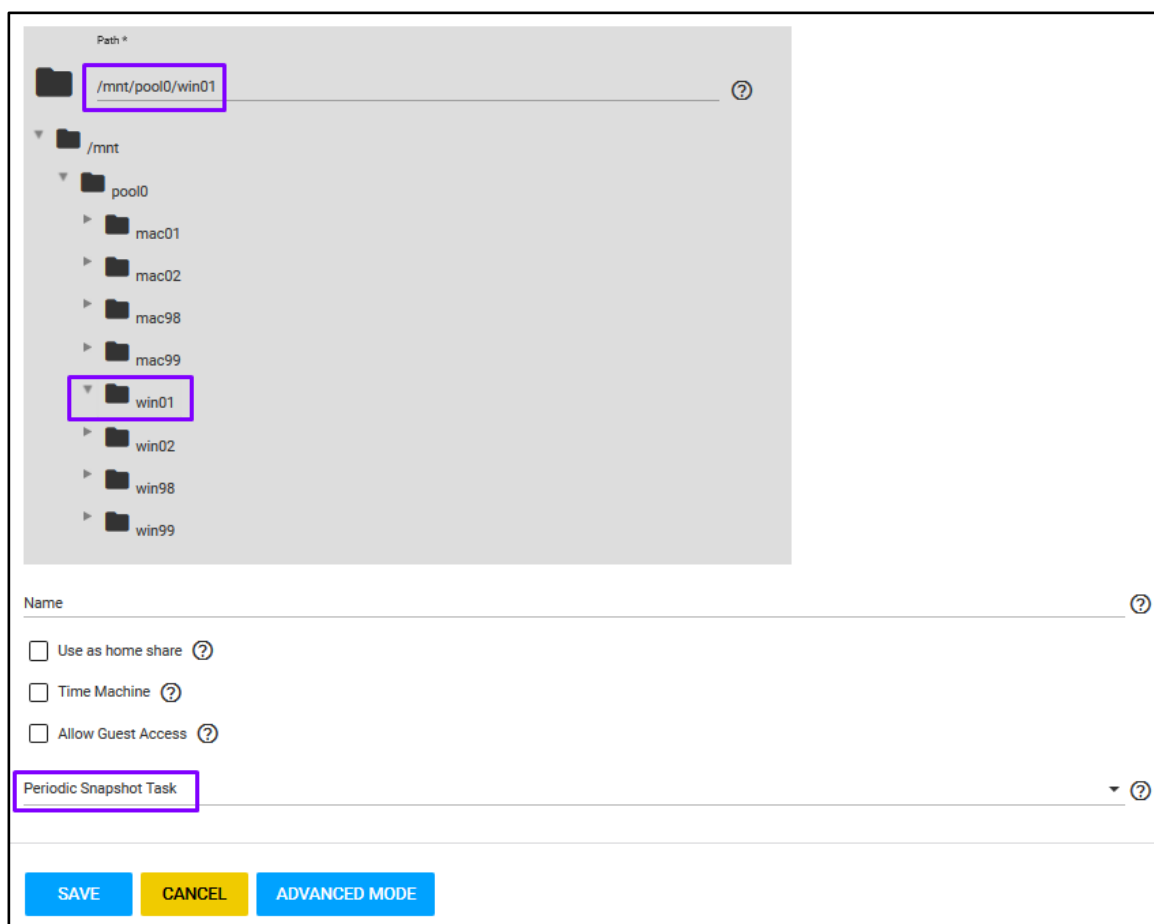 Path *
/mnt/pool0/win01
/mnt
pool0
mac01
mac02
mac98
mac99
win01
win02
win98
win99
Name
Use as home share
Time Machine
Allow Guest Access
Periodic Snapshot Task
SAVE CANCEL ADVANCED MODE